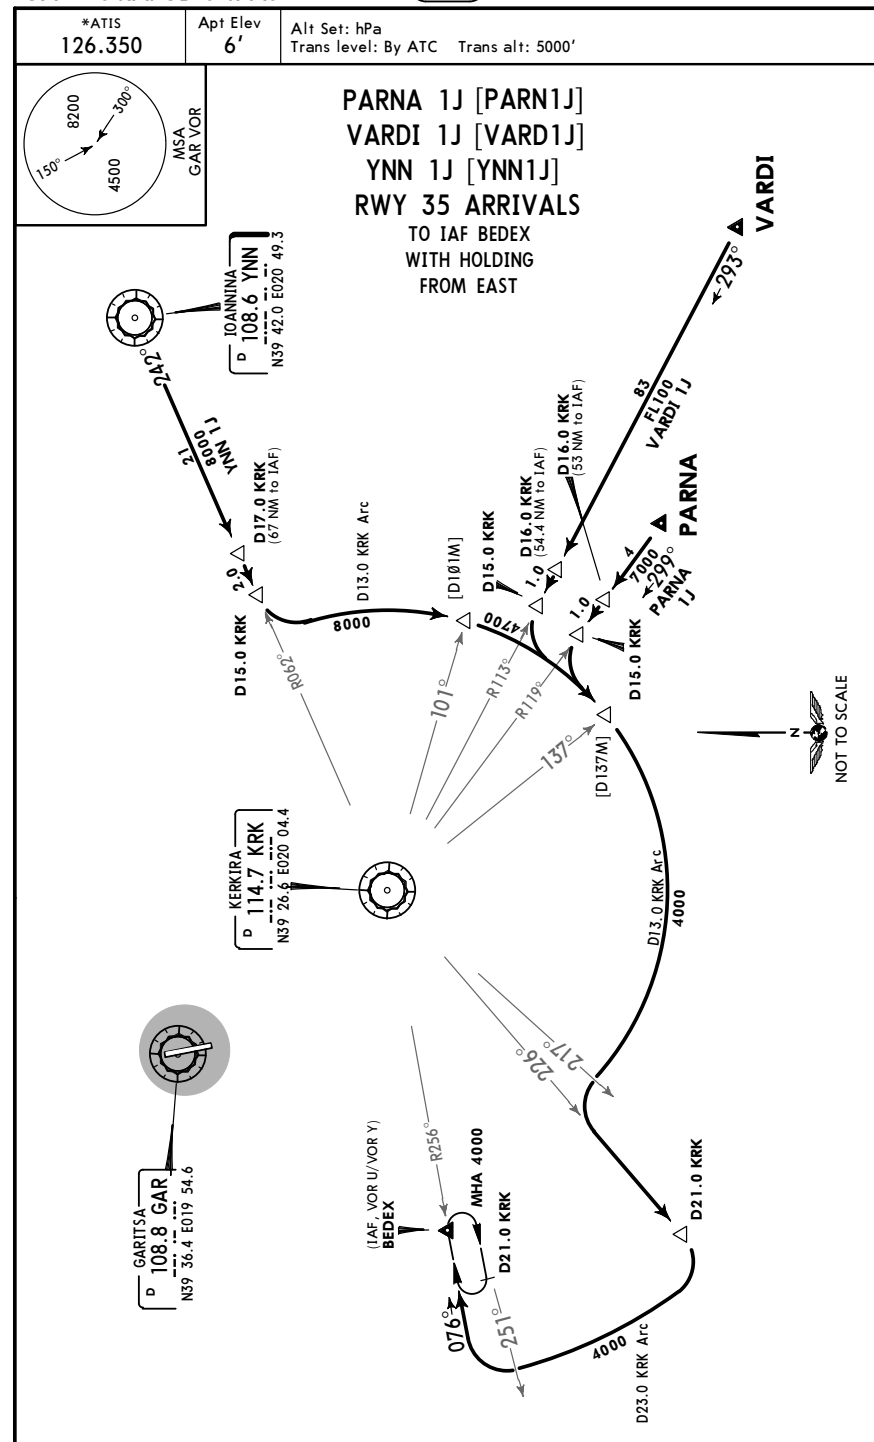 *ATIS
126.350
Apt Elev
6'
Alt Set: hPa
Trans level: By ATC Trans alt: 5000'
MSA
GAR VOR
8200
300°
150°
4500
PARNA 1J [PARN1J]
VARDI 1J [VARD1J]
YNN 1J [YNN1J]
RWY 35 ARRIVALS
TO IAF BEDEX
WITH HOLDING
FROM EAST
VARDI
293°
83
FL100
VARDI 1J
IOANNINA
D 108.6 YNN
N39 42.0 E020 49.3
242°
21
8000
YNN 1J
D17.0 KRK
(67 NM to IAF)
2.0
D15.0 KRK
D13.0 KRK Arc
8000
[D101M]
D15.0 KRK
D16.0 KRK
(54.4 NM to IAF)
D16.0 KRK
(53 NM to IAF)
1.0
1.0
PARNA
4
7000
299°
PARNA
1J
4700
D15.0 KRK
R062°
101°
R113°
R119°
137°
[D137M]
N
NOT TO SCALE
KERKIRA
D 114.7 KRK
N39 26.6 E020 04.4
D13.0 KRK Arc
4000
217°
226°
GARITSA
D 108.8 GAR
N39 36.4 E019 54.6
R256°
(IAF, VOR U/VOR Y)
BEDEX
MHA 4000
D21.0 KRK
D21.0 KRK
076°
251°
4000
D23.0 KRK Arc